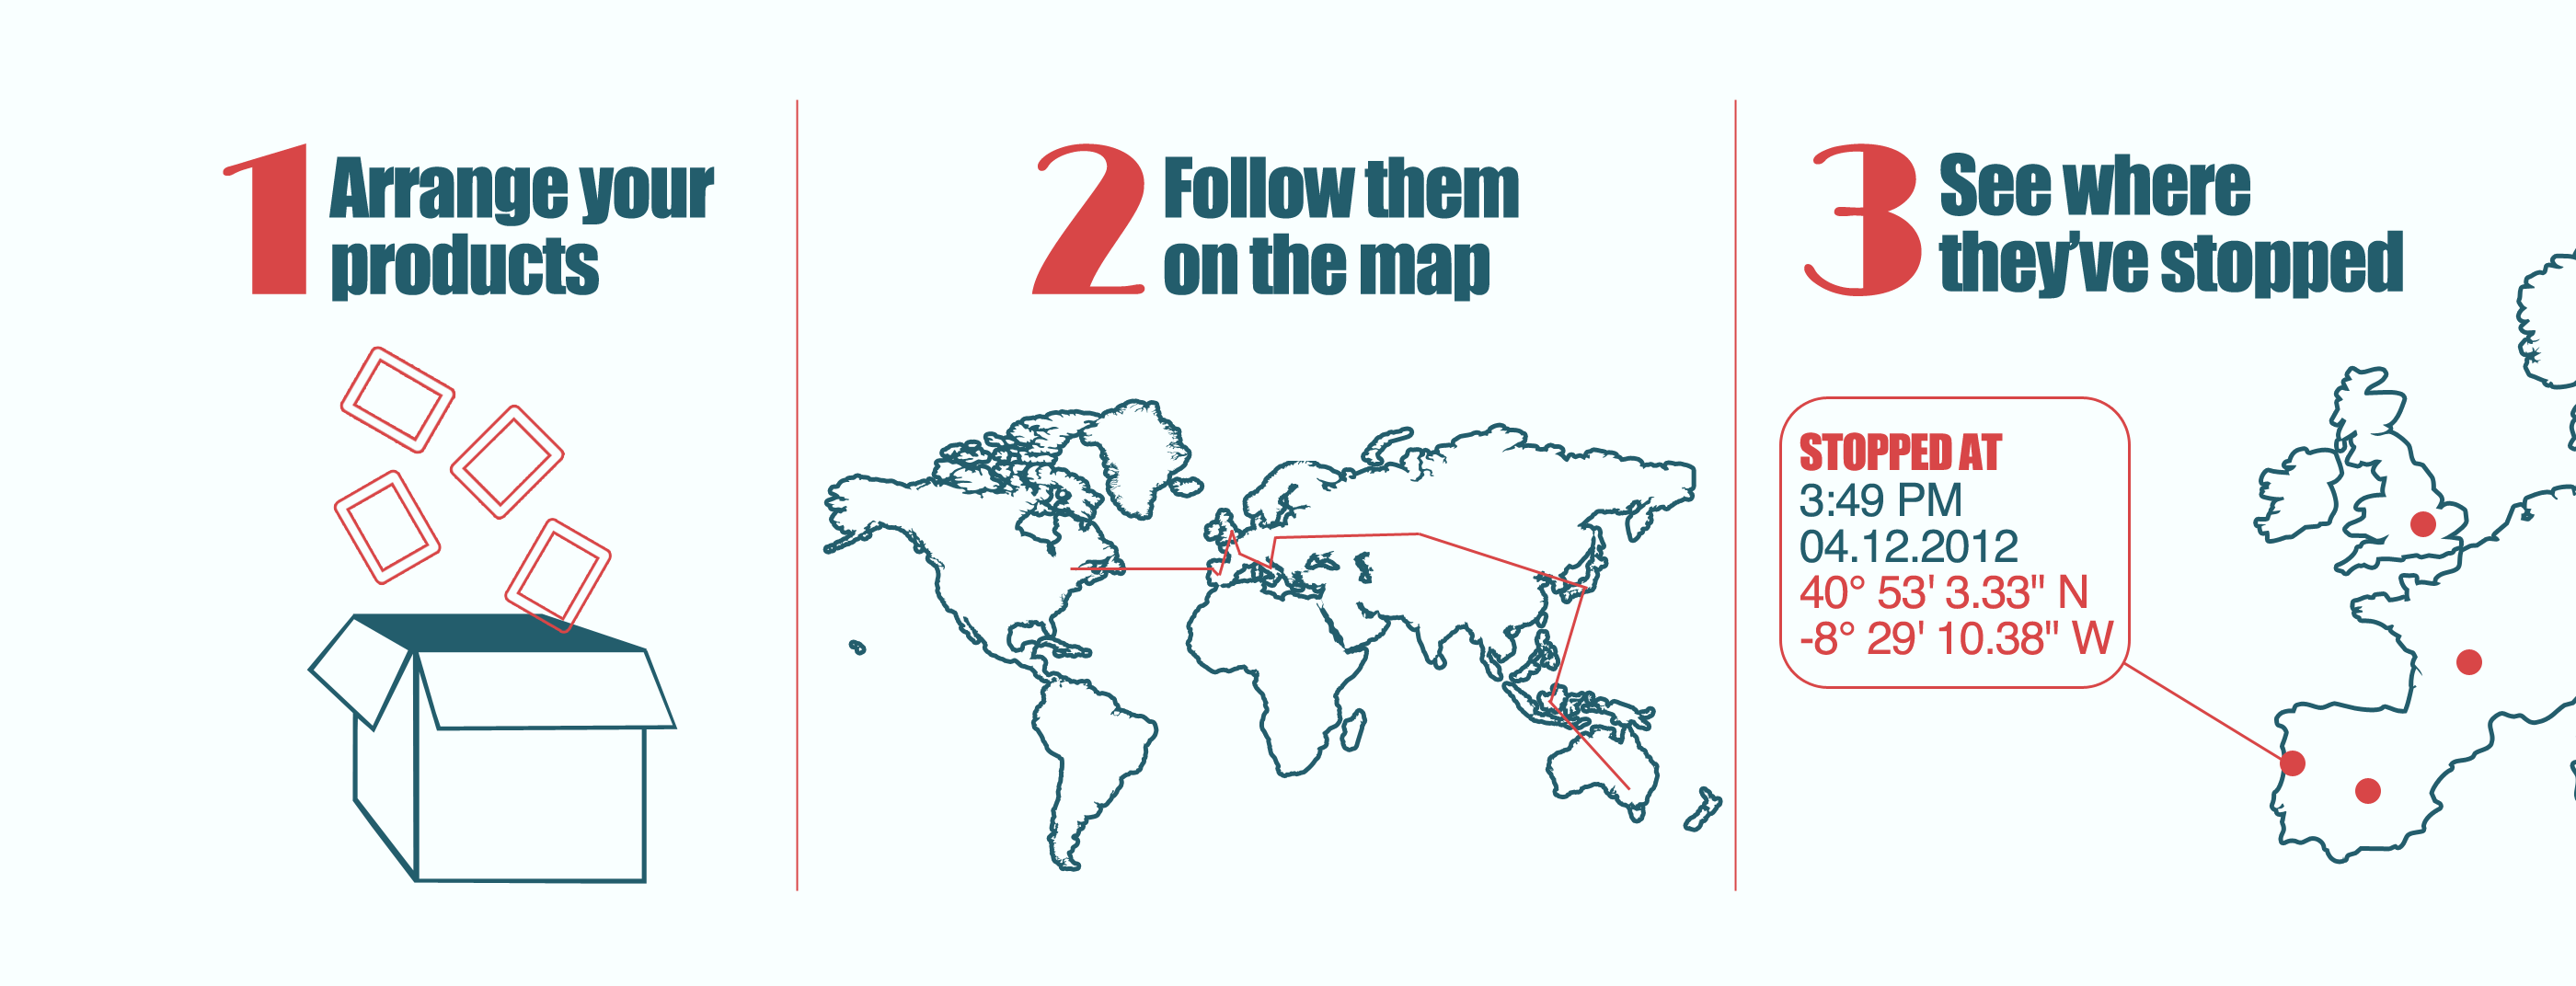 1 Arrange your
products
2 Follow them
on the map
3 See where
they've stopped
STOPPED AT
3:49 PM
04.12.2012
40° 53' 3.33" N
-8° 29' 10.38" W